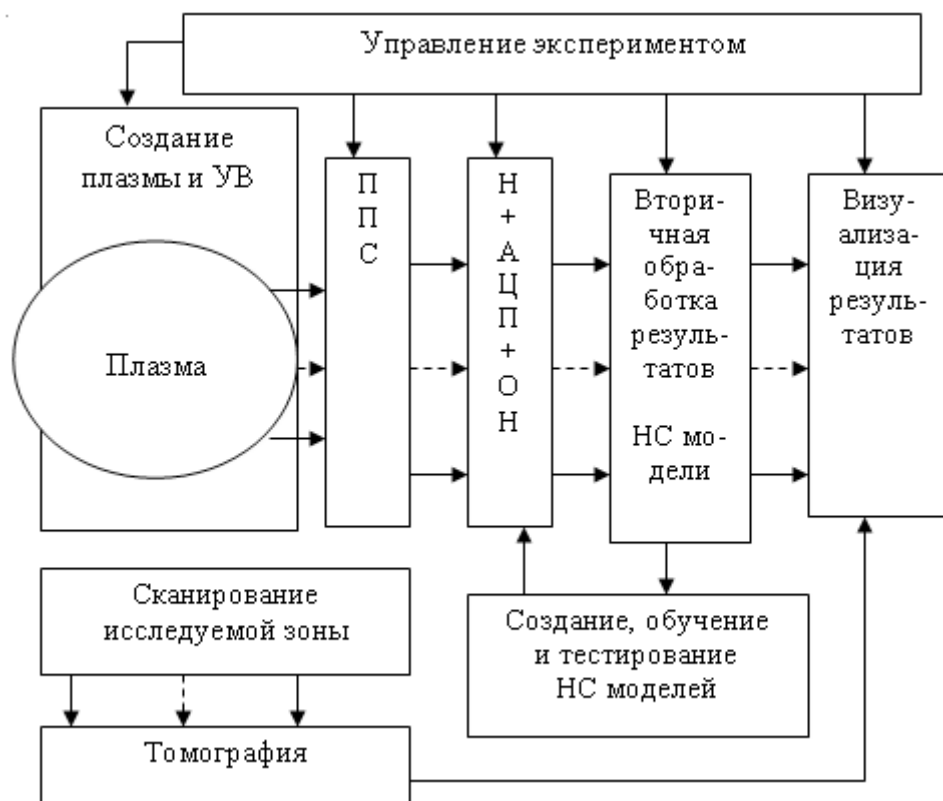 Управление экспериментом
Создание
плазмы и УВ
Плазма
П
П
С
Н
+
А
Ц
П
+
О
Н
Втори-
чная
обра-
ботка
резуль-
татов
НС мо-
дели
Визу-
ализа-
ция
резуль-
татов
Сканирование
исследуемой зоны
Создание, обучение
и тестирование
НС моделей
Томография